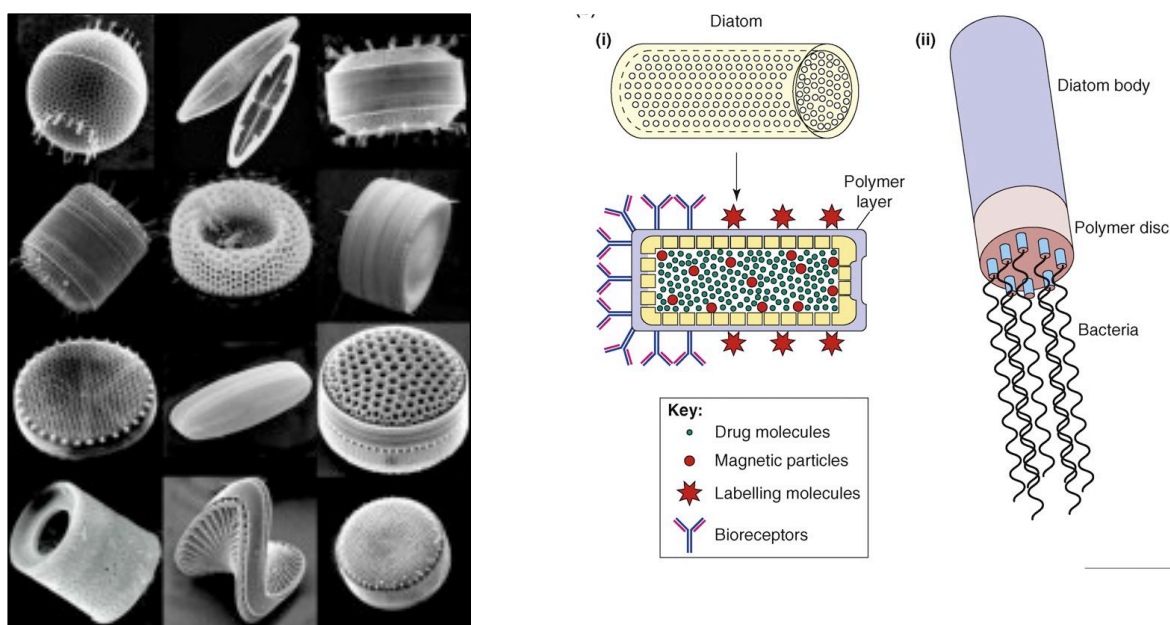 Diatom
(i)
(ii)
Diatom body
Polymer
layer
Polymer disc
Bacteria
Key:
Drug molecules
Magnetic particles
Labelling molecules
Bioreceptors